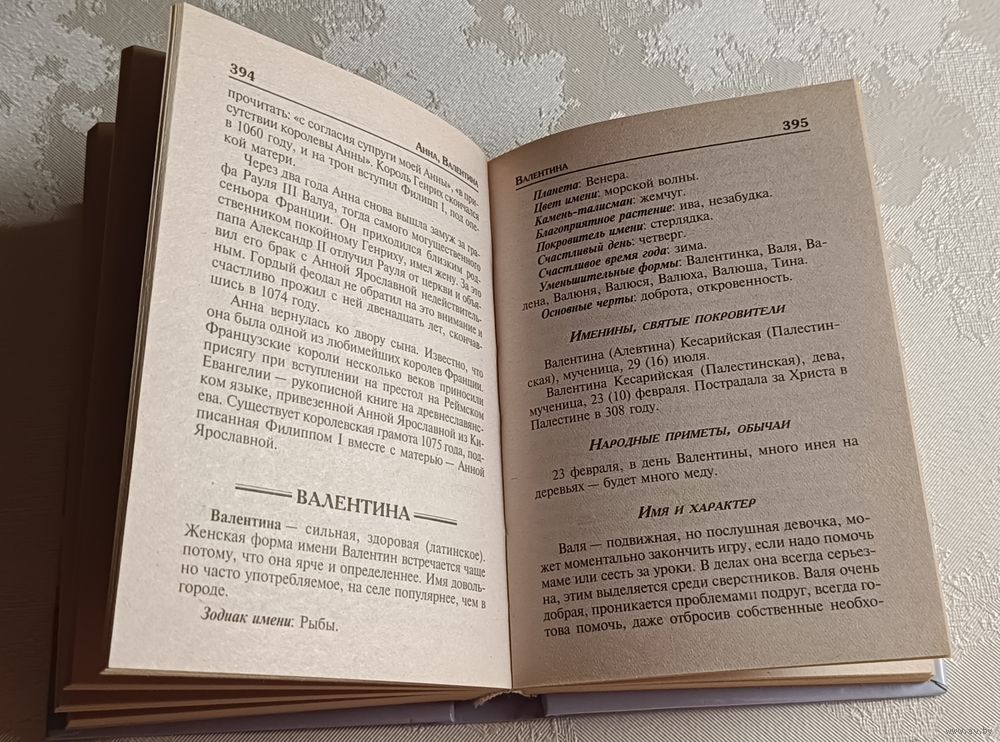 394
Анна, Валентина
прочитать: «с согласия супруги моей Анны», «в при-
сутствии королевы Анны». Король Генрих скончался
в 1060 году, и на трон вступил Филипп I, под опе-
кой матери.
Через два года Анна снова вышла замуж за гра-
фа Рауля III Валуа, тогда самого могущественного
сеньора Франции. Он приходился близким род-
ственником покойному Генриху, имел жену. За это
папа Александр II отлучил Рауля от церкви и объя-
вил его брак с Анной Ярославной недействитель-
ным. Гордый феодал не обратил на это внимание и
счастливо прожил с ней двенадцать лет, скончав-
шись в 1074 году.
Анна вернулась ко двору сына. Известно, что
она была одной из любимейших королев Франции.
Французские короли несколько веков приносили
присягу при вступлении на престол на Реймском
Евангелии — рукописной книге на древнеславянс-
ком языке, привезенной Анной Ярославной из Ки-
ева. Существует королевская грамота 1075 года, под-
писанная Филиппом I вместе с матерью — Анной
Ярославной.
ВАЛЕНТИНА
Валентина — сильная, здоровая (латинское).
Женская форма имени Валентин встречается чаще
потому, что она ярче и определеннее. Имя доволь-
но часто употребляемое, на селе популярнее, чем в
городе.
Зодиак имени: Рыбы.
Валентина
395
Планета: Венера.
Цвет имени: морской волны.
Камень-талисман: жемчуг.
Благоприятное растение: ива, незабудка.
Покровитель имени: стерлядка.
Счастливый день: четверг.
Счастливое время года: зима.
Уменьшительные формы: Валентинка, Валя, Ва-
лена, Валюня, Валюся, Валюха, Валюша, Тина.
Основные черты: доброта, откровенность.
Именины, святые покровители
Валентина (Алевтина) Кесарийская (Палестин-
ская), мученица, 29 (16) июля.
Валентина Кесарийская (Палестинская), дева,
мученица, 23 (10) февраля. Пострадала за Христа в
Палестине в 308 году.
Народные приметы, обычаи
23 февраля, в день Валентины, много инея на
деревьях — будет много меду.
Имя и характер
Валя — подвижная, но послушная девочка, мо-
жет моментально закончить игру, если надо помочь
маме или сесть за уроки. В делах она всегда серьез-
на, этим выделяется среди сверстников. Валя очень
добрая, проникается проблемами подруг, всегда го-
това помочь, даже отбросив собственные необхо-
www.ay.by